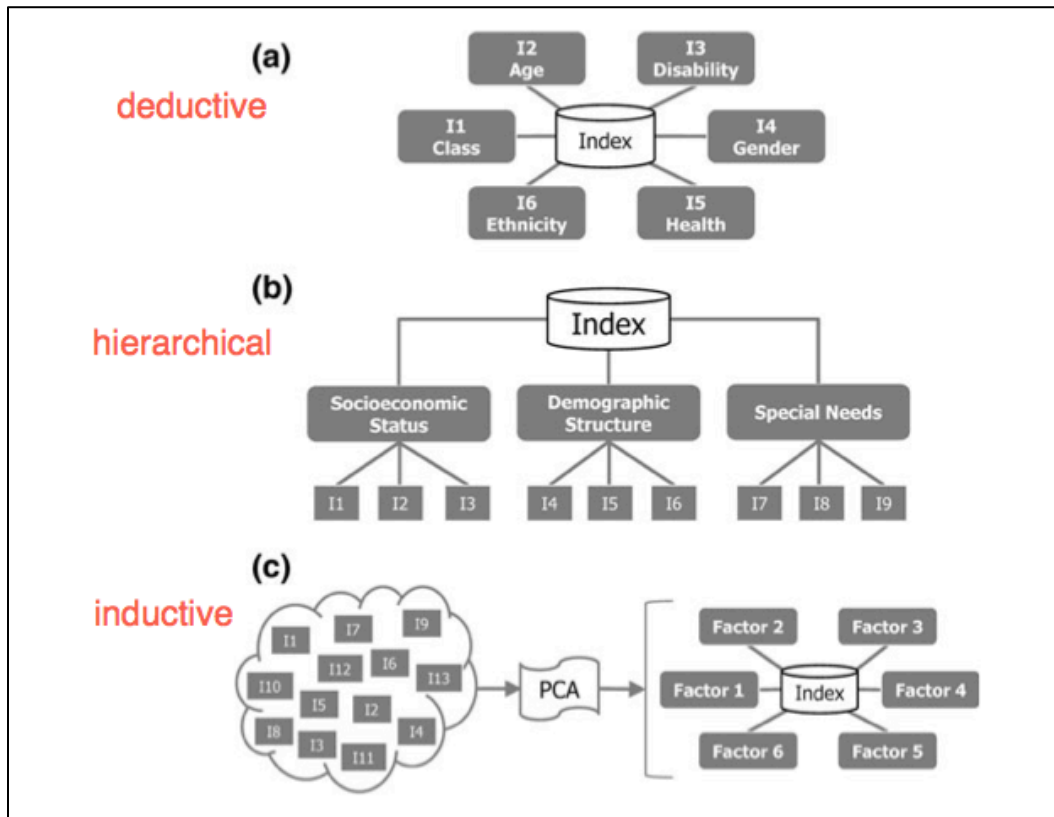 (a)
deductive
I2
Age
I3
Disability
I1
Class
Index
I4
Gender
I6
Ethnicity
I5
Health
(b)
hierarchical
Index
Socioeconomic
Status
Demographic
Structure
Special Needs
I1 I2 I3 I4 I5 I6 I7 I8 I9
(c)
inductive
I1
I7
I9
I12
I6
I10
I13
I5
I2
I8
I3
I4
I11
PCA
Factor 2
Factor 3
Factor 1
Index
Factor 4
Factor 6
Factor 5